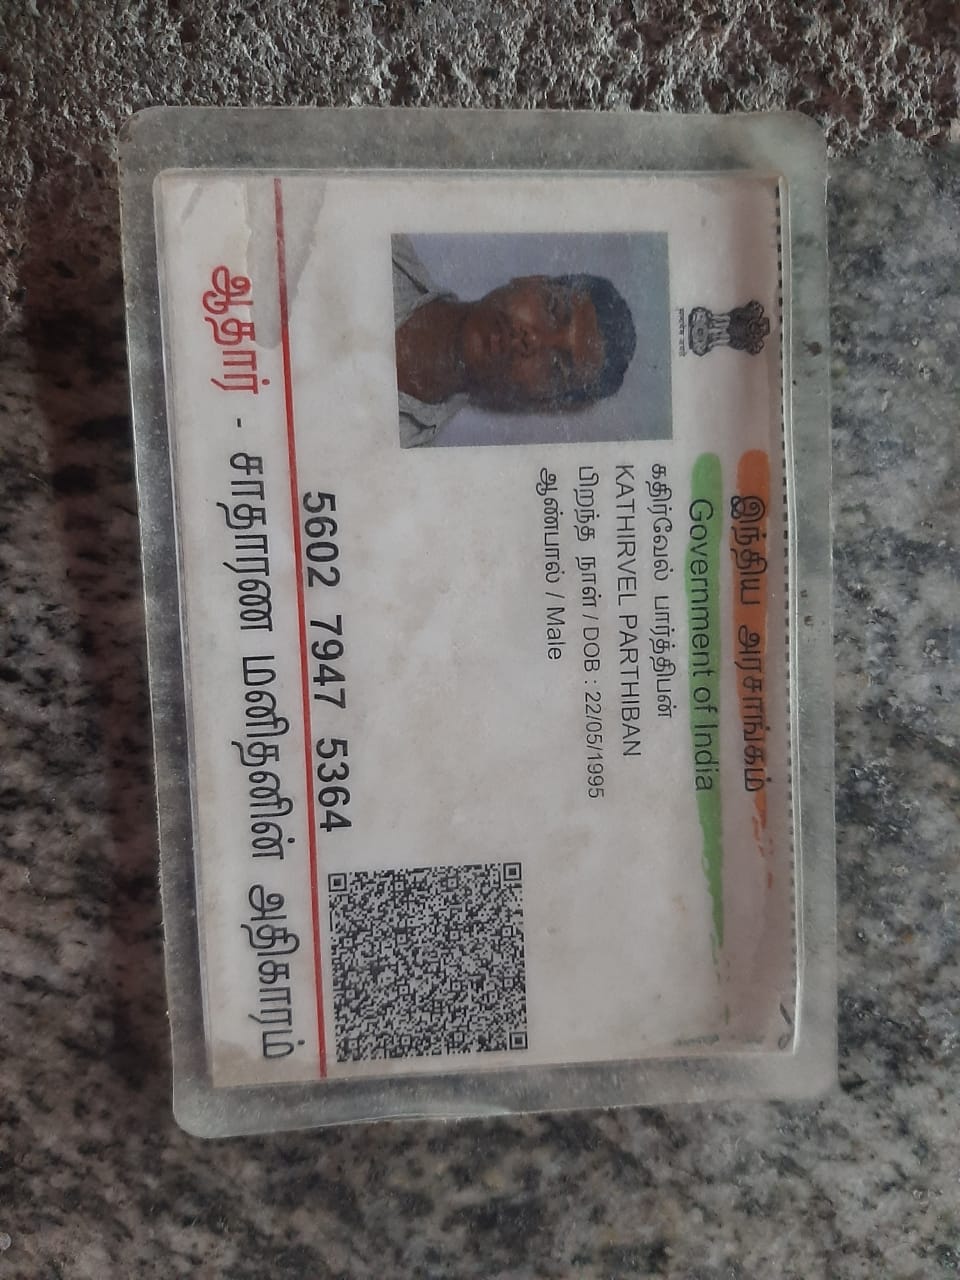 இந்திய அரசாங்கம்
Government of India
கதிர்வேல் பார்த்திபன்
KATHIRVEL PARTHIBAN
பிறந்த நாள் / DOB : 22/05/1995
ஆண்பால் / Male
5602 7947 5364
ஆதார் - சாதாரண மனிதனின் அதிகாரம்